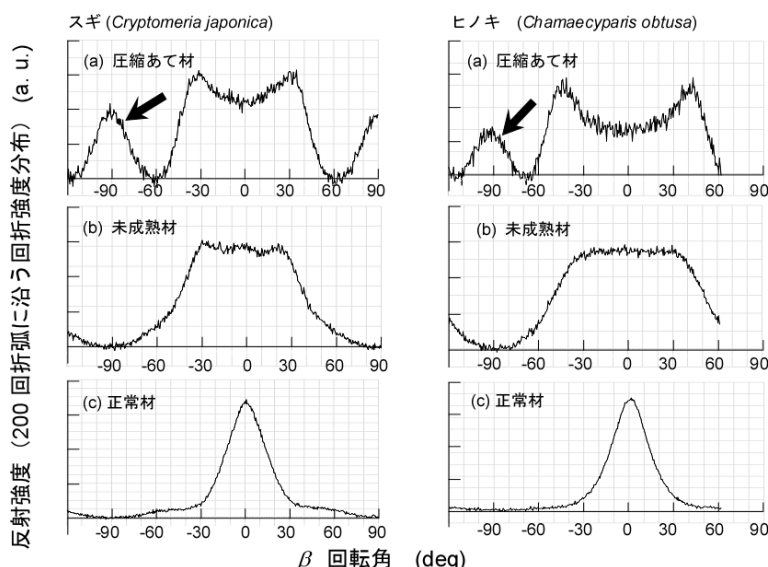 スギ (Cryptomeria japonica)
ヒノキ (Chamaecyparis obtusa)
反射強度（200 回折弧に沿う回折強度分布） (a. u.)
(a) 圧縮あて材
-90 -60 -30 0 30 60 90
(b) 未成熟材
-90 -60 -30 0 30 60 90
(c) 正常材
-90 -60 -30 0 30 60 90
(a) 圧縮あて材
-90 -60 -30 0 30 60 90
(b) 未成熟材
-90 -60 -30 0 30 60 90
(c) 正常材
-90 -60 -30 0 30 60 90
β 回転角 (deg)